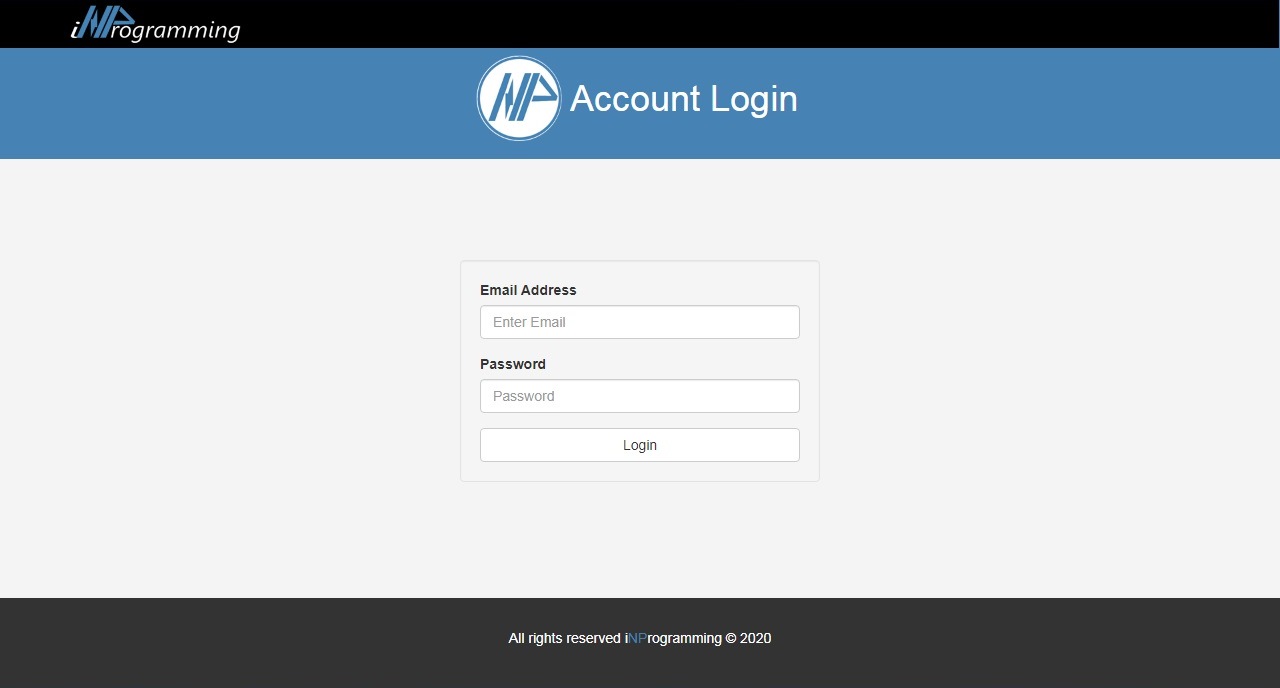 iNProgramming
NP Account Login
Email Address
Enter Email
Password
Password
Login
All rights reserved iNProgramming © 2020